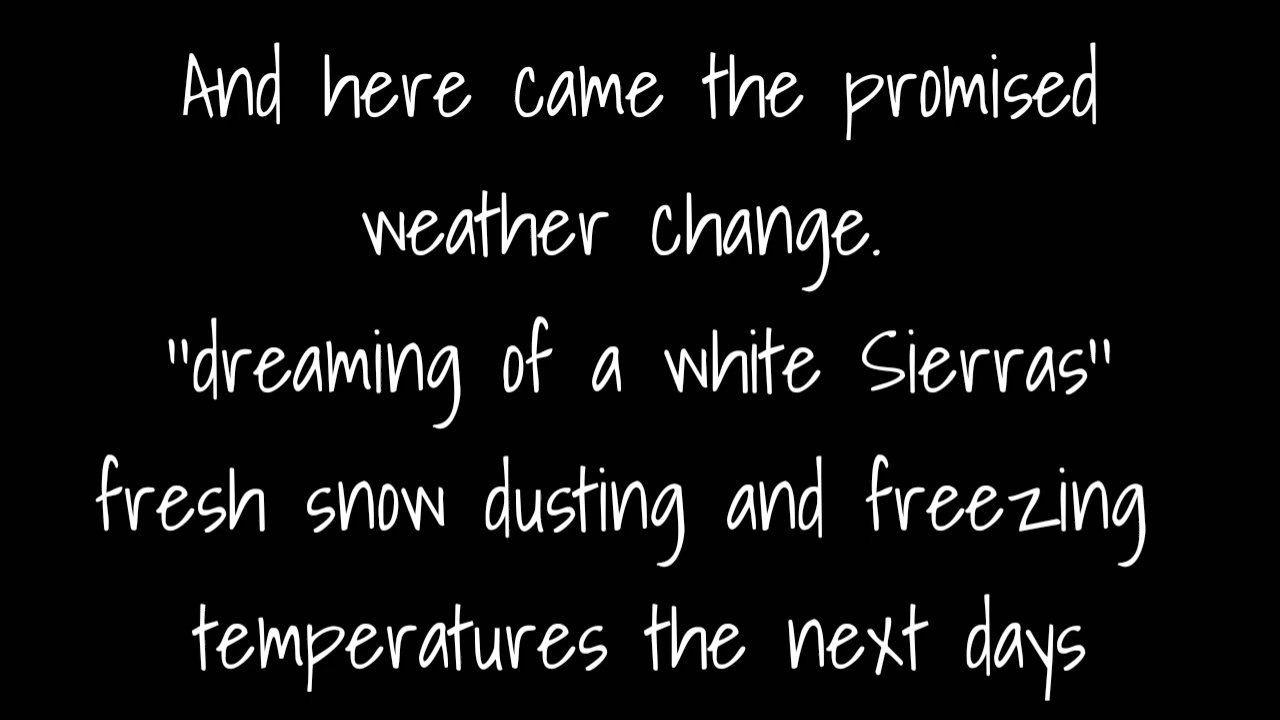 And here came the promised
weather change.
"dreaming of a white Sierras"
fresh snow dusting and freezing
temperatures the next days